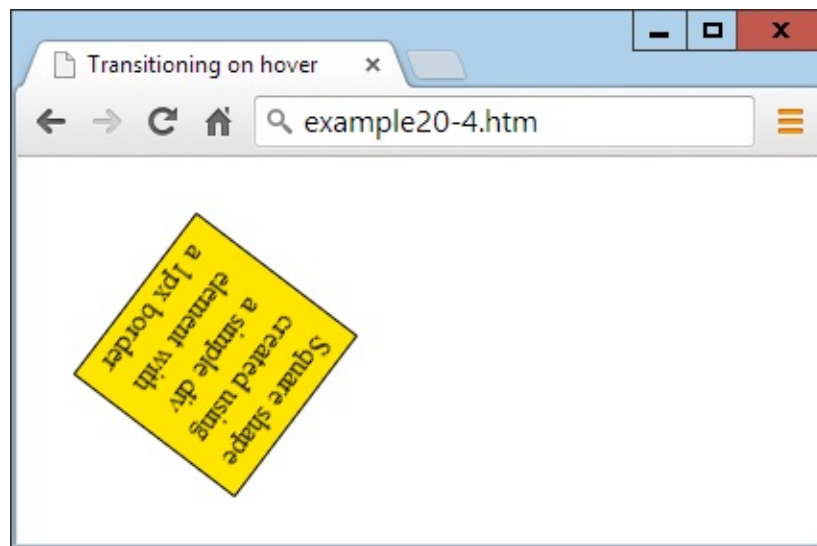 Transitioning on hover
example20-4.htm
Square shape
created using
a simple div
element with
a 1px border